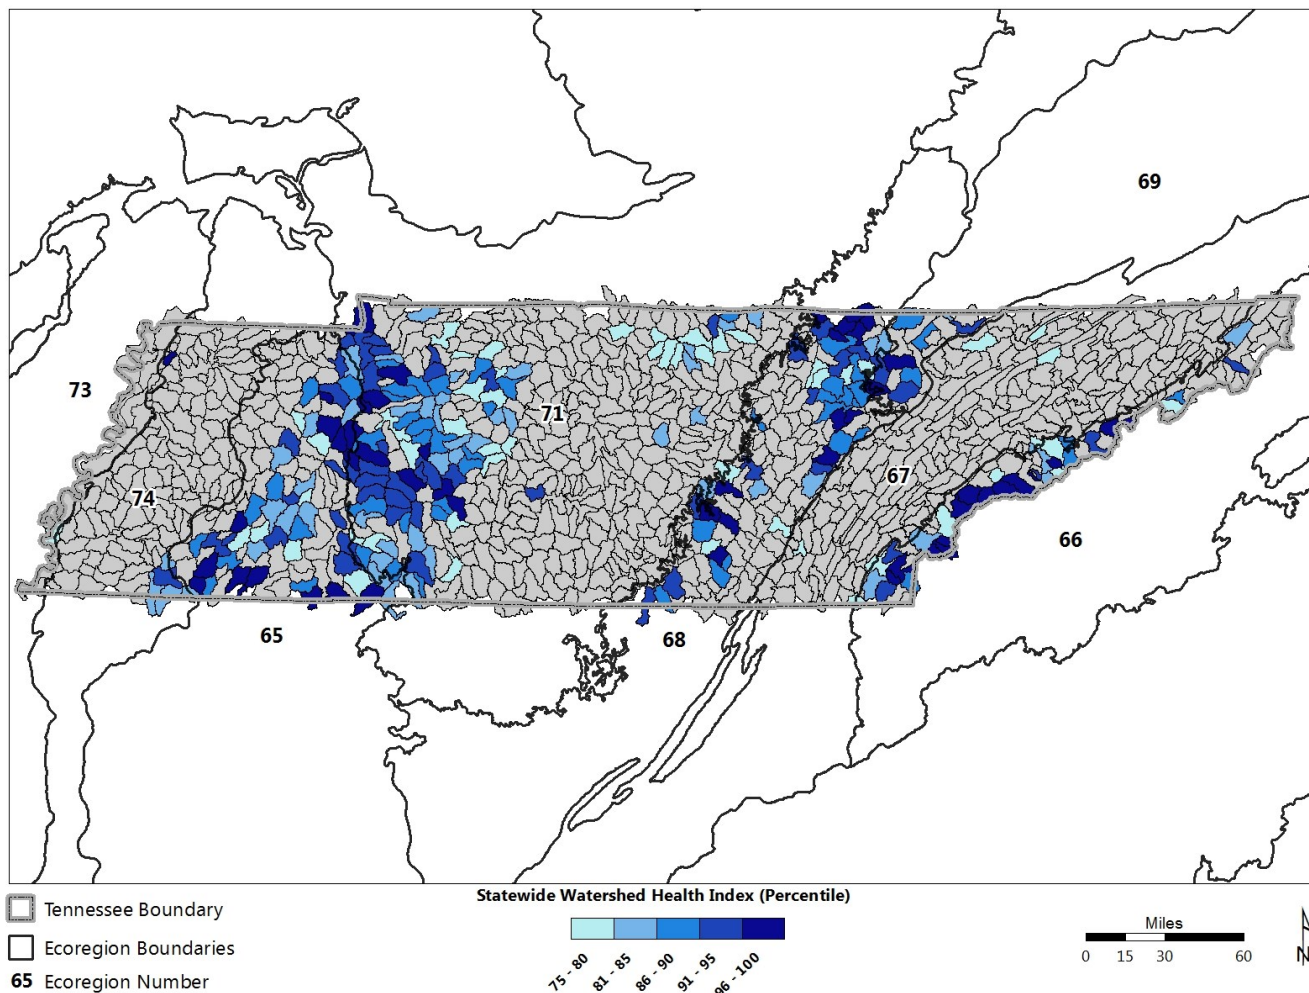 69
73
71
74
67
66
65
68
Statewide Watershed Health Index (Percentile)
75 - 80
81 - 85
86 - 90
91 - 95
96 - 100
Tennessee Boundary
Ecoregion Boundaries
65 Ecoregion Number
Miles
0 15 30 60
N